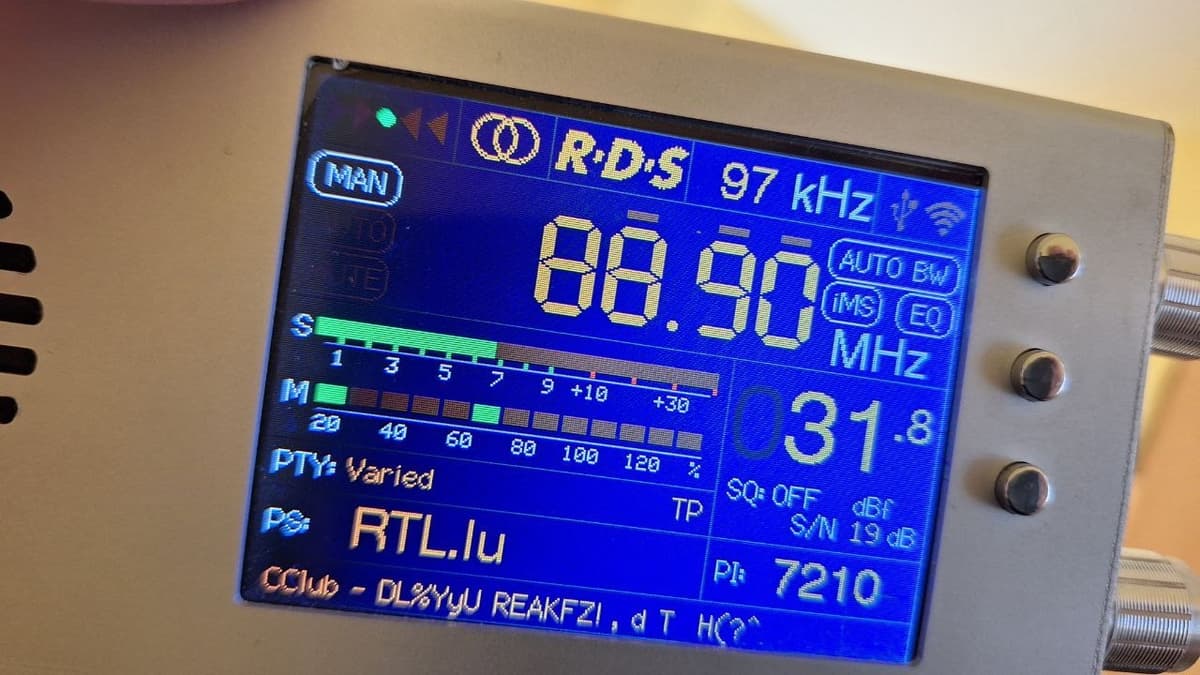 R·D·S 97 kHz
MAN
88.90 MHz
AUTO BW
iMS EQ
S
1 3 5 7 9 +10 +30
M
20 40 60 80 100 120 %
031.8
SQ: OFF dBf
S/N 19 dB
PTY: Varied
TP
PS: RTL.lu
PI: 7210
CClub - DL%YyU REAKFZ!, d T H(?^